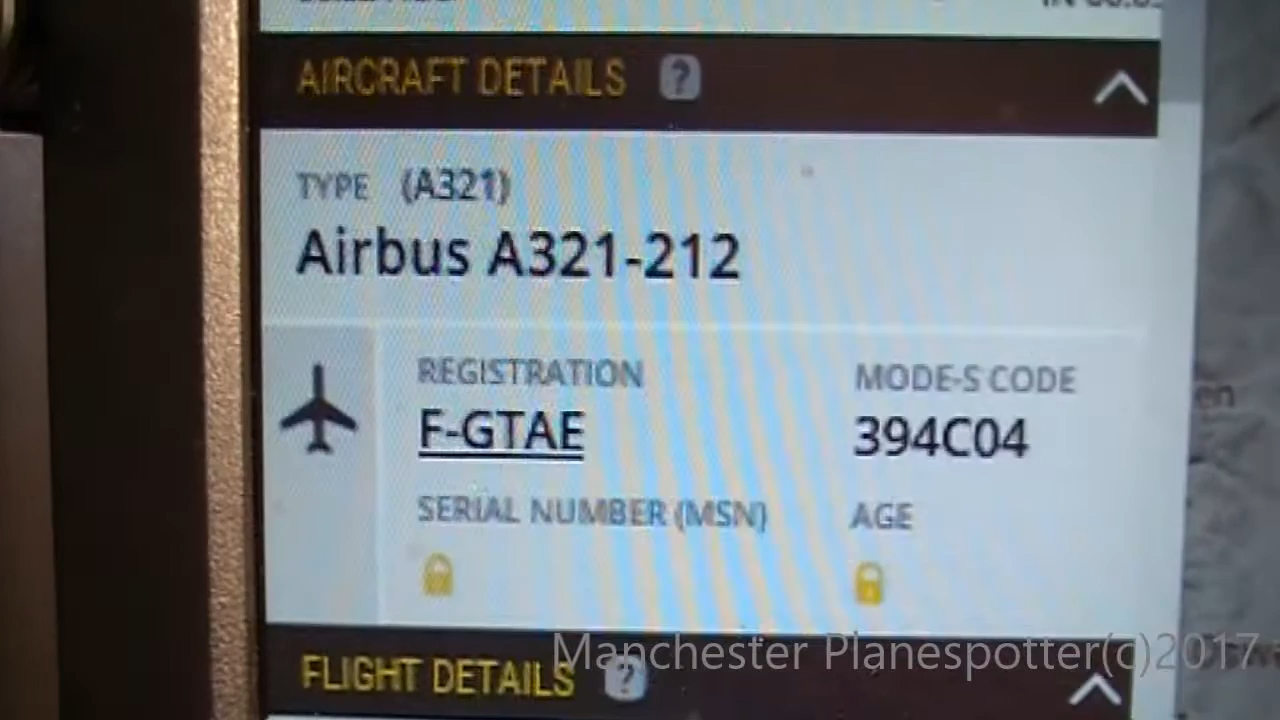 AIRCRAFT DETAILS ?
TYPE (A321)
Airbus A321-212
REGISTRATION MODE-S CODE
F-GTAE 394C04
SERIAL NUMBER (MSN) AGE
FLIGHT DETAILS ?
Manchester Planespotter(c)2017
en